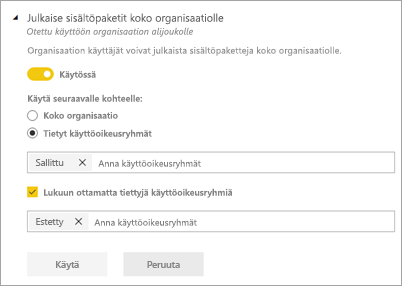 Julkaise sisältöpaketit koko organisaatiolle
Otettu käyttöön organisaation alijoukolle
Organisaation käyttäjät voivat julkaista sisältöpaketteja koko organisaatiolle.
Käytössä
Käytä seuraavalle kohteelle:
Koko organisaatio
Tietyt käyttöoikeusryhmät
Sallittu Anna käyttöoikeusryhmät
Lukuun ottamatta tiettyjä käyttöoikeusryhmiä
Estetty Anna käyttöoikeusryhmät
Käytä Peruuta